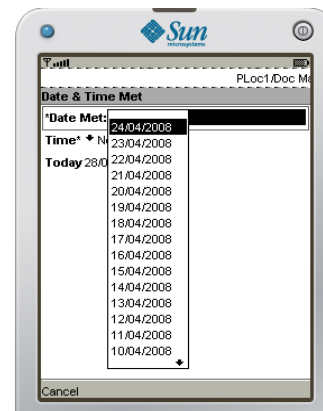 Sun
microsystems
PLoc1/Doc Ma
Date & Time Met
*Date Met:
24/04/2008
Time* N
23/04/2008
Today 28/0
22/04/2008
21/04/2008
20/04/2008
19/04/2008
18/04/2008
17/04/2008
16/04/2008
15/04/2008
14/04/2008
13/04/2008
12/04/2008
11/04/2008
10/04/2008
Cancel